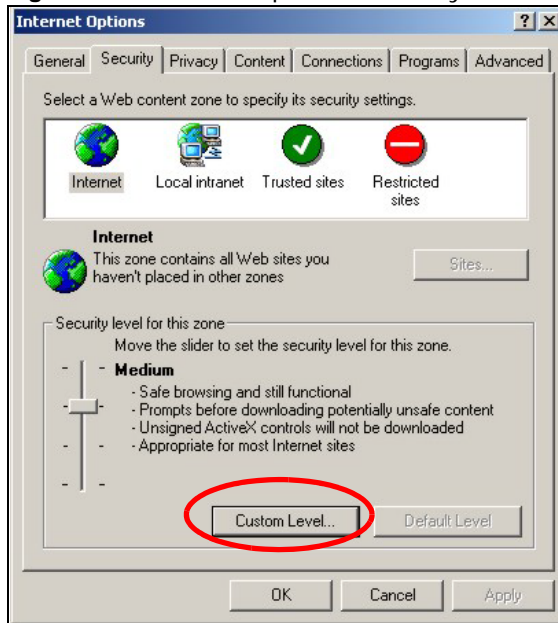 Internet Options
? X
General Security Privacy Content Connections Programs Advanced
Select a Web content zone to specify its security settings.
Internet Local intranet Trusted sites Restricted sites
Internet
This zone contains all Web sites you
haven't placed in other zones
Sites...
Security level for this zone
Move the slider to set the security level for this zone.
Medium
- Safe browsing and still functional
- Prompts before downloading potentially unsafe content
- Unsigned ActiveX controls will not be downloaded
- Appropriate for most Internet sites
Custom Level... Default Level
OK Cancel Apply